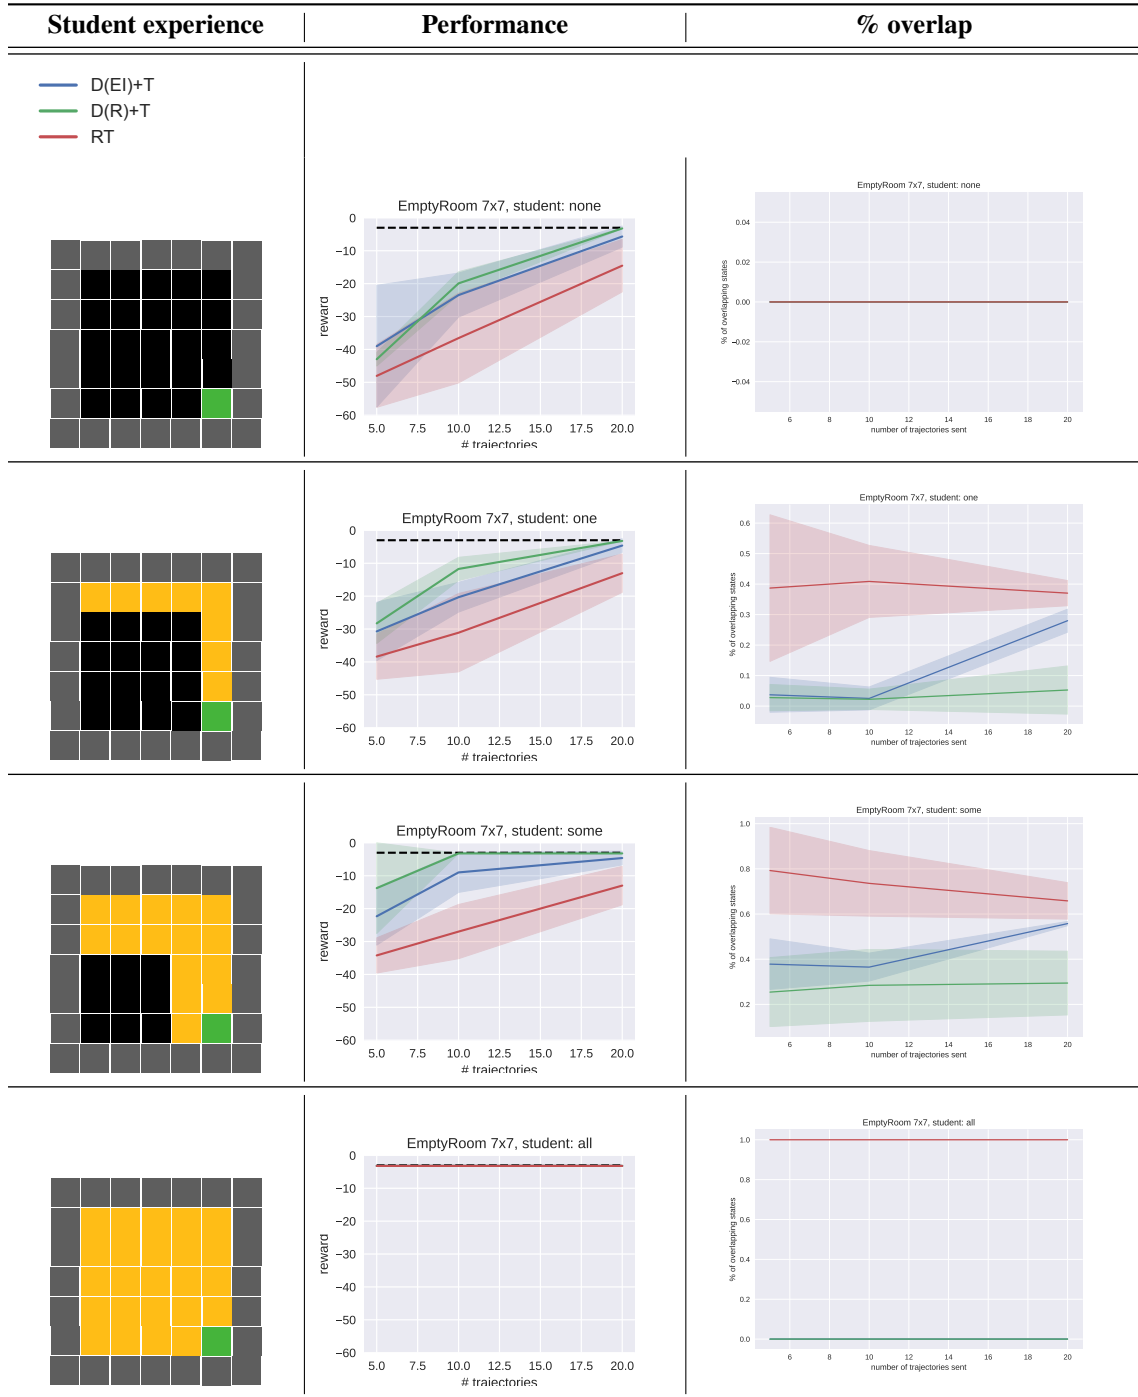 Student experience Performance % overlap
D(EI)+T
D(R)+T
RT
EmptyRoom 7x7, student: none
0
−10
−20
−30
−40
−50
−60
reward
5.0 7.5 10.0 12.5 15.0 17.5 20.0
# trajectories
EmptyRoom 7x7, student: none
0.04
0.02
0.00
−0.02
−0.04
% of overlapping states
6 8 10 12 14 16 18 20
number of trajectories sent
EmptyRoom 7x7, student: one
0
−10
−20
−30
−40
−50
−60
reward
5.0 7.5 10.0 12.5 15.0 17.5 20.0
# trajectories
EmptyRoom 7x7, student: one
0.6
0.5
0.4
0.3
0.2
0.1
0.0
% of overlapping states
6 8 10 12 14 16 18 20
number of trajectories sent
EmptyRoom 7x7, student: some
0
−10
−20
−30
−40
−50
−60
reward
5.0 7.5 10.0 12.5 15.0 17.5 20.0
# trajectories
EmptyRoom 7x7, student: some
1.0
0.8
0.6
0.4
0.2
% of overlapping states
6 8 10 12 14 16 18 20
number of trajectories sent
EmptyRoom 7x7, student: all
0
−10
−20
−30
−40
−50
−60
reward
5.0 7.5 10.0 12.5 15.0 17.5 20.0
# trajectories
EmptyRoom 7x7, student: all
1.0
0.8
0.6
0.4
0.2
0.0
% of overlapping states
6 8 10 12 14 16 18 20
number of trajectories sent